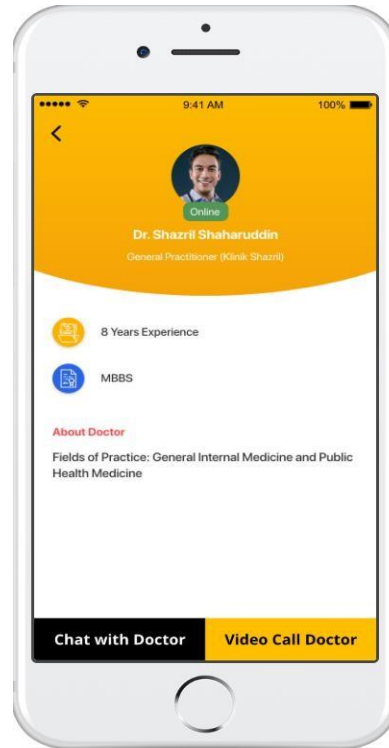 9:41 AM
100%
Online
Dr. Shazril Shaharuddin
General Practitioner (Klinik Shazril)
8 Years Experience
MBBS
About Doctor
Fields of Practice: General Internal Medicine and Public
Health Medicine
Chat with Doctor
Video Call Doctor